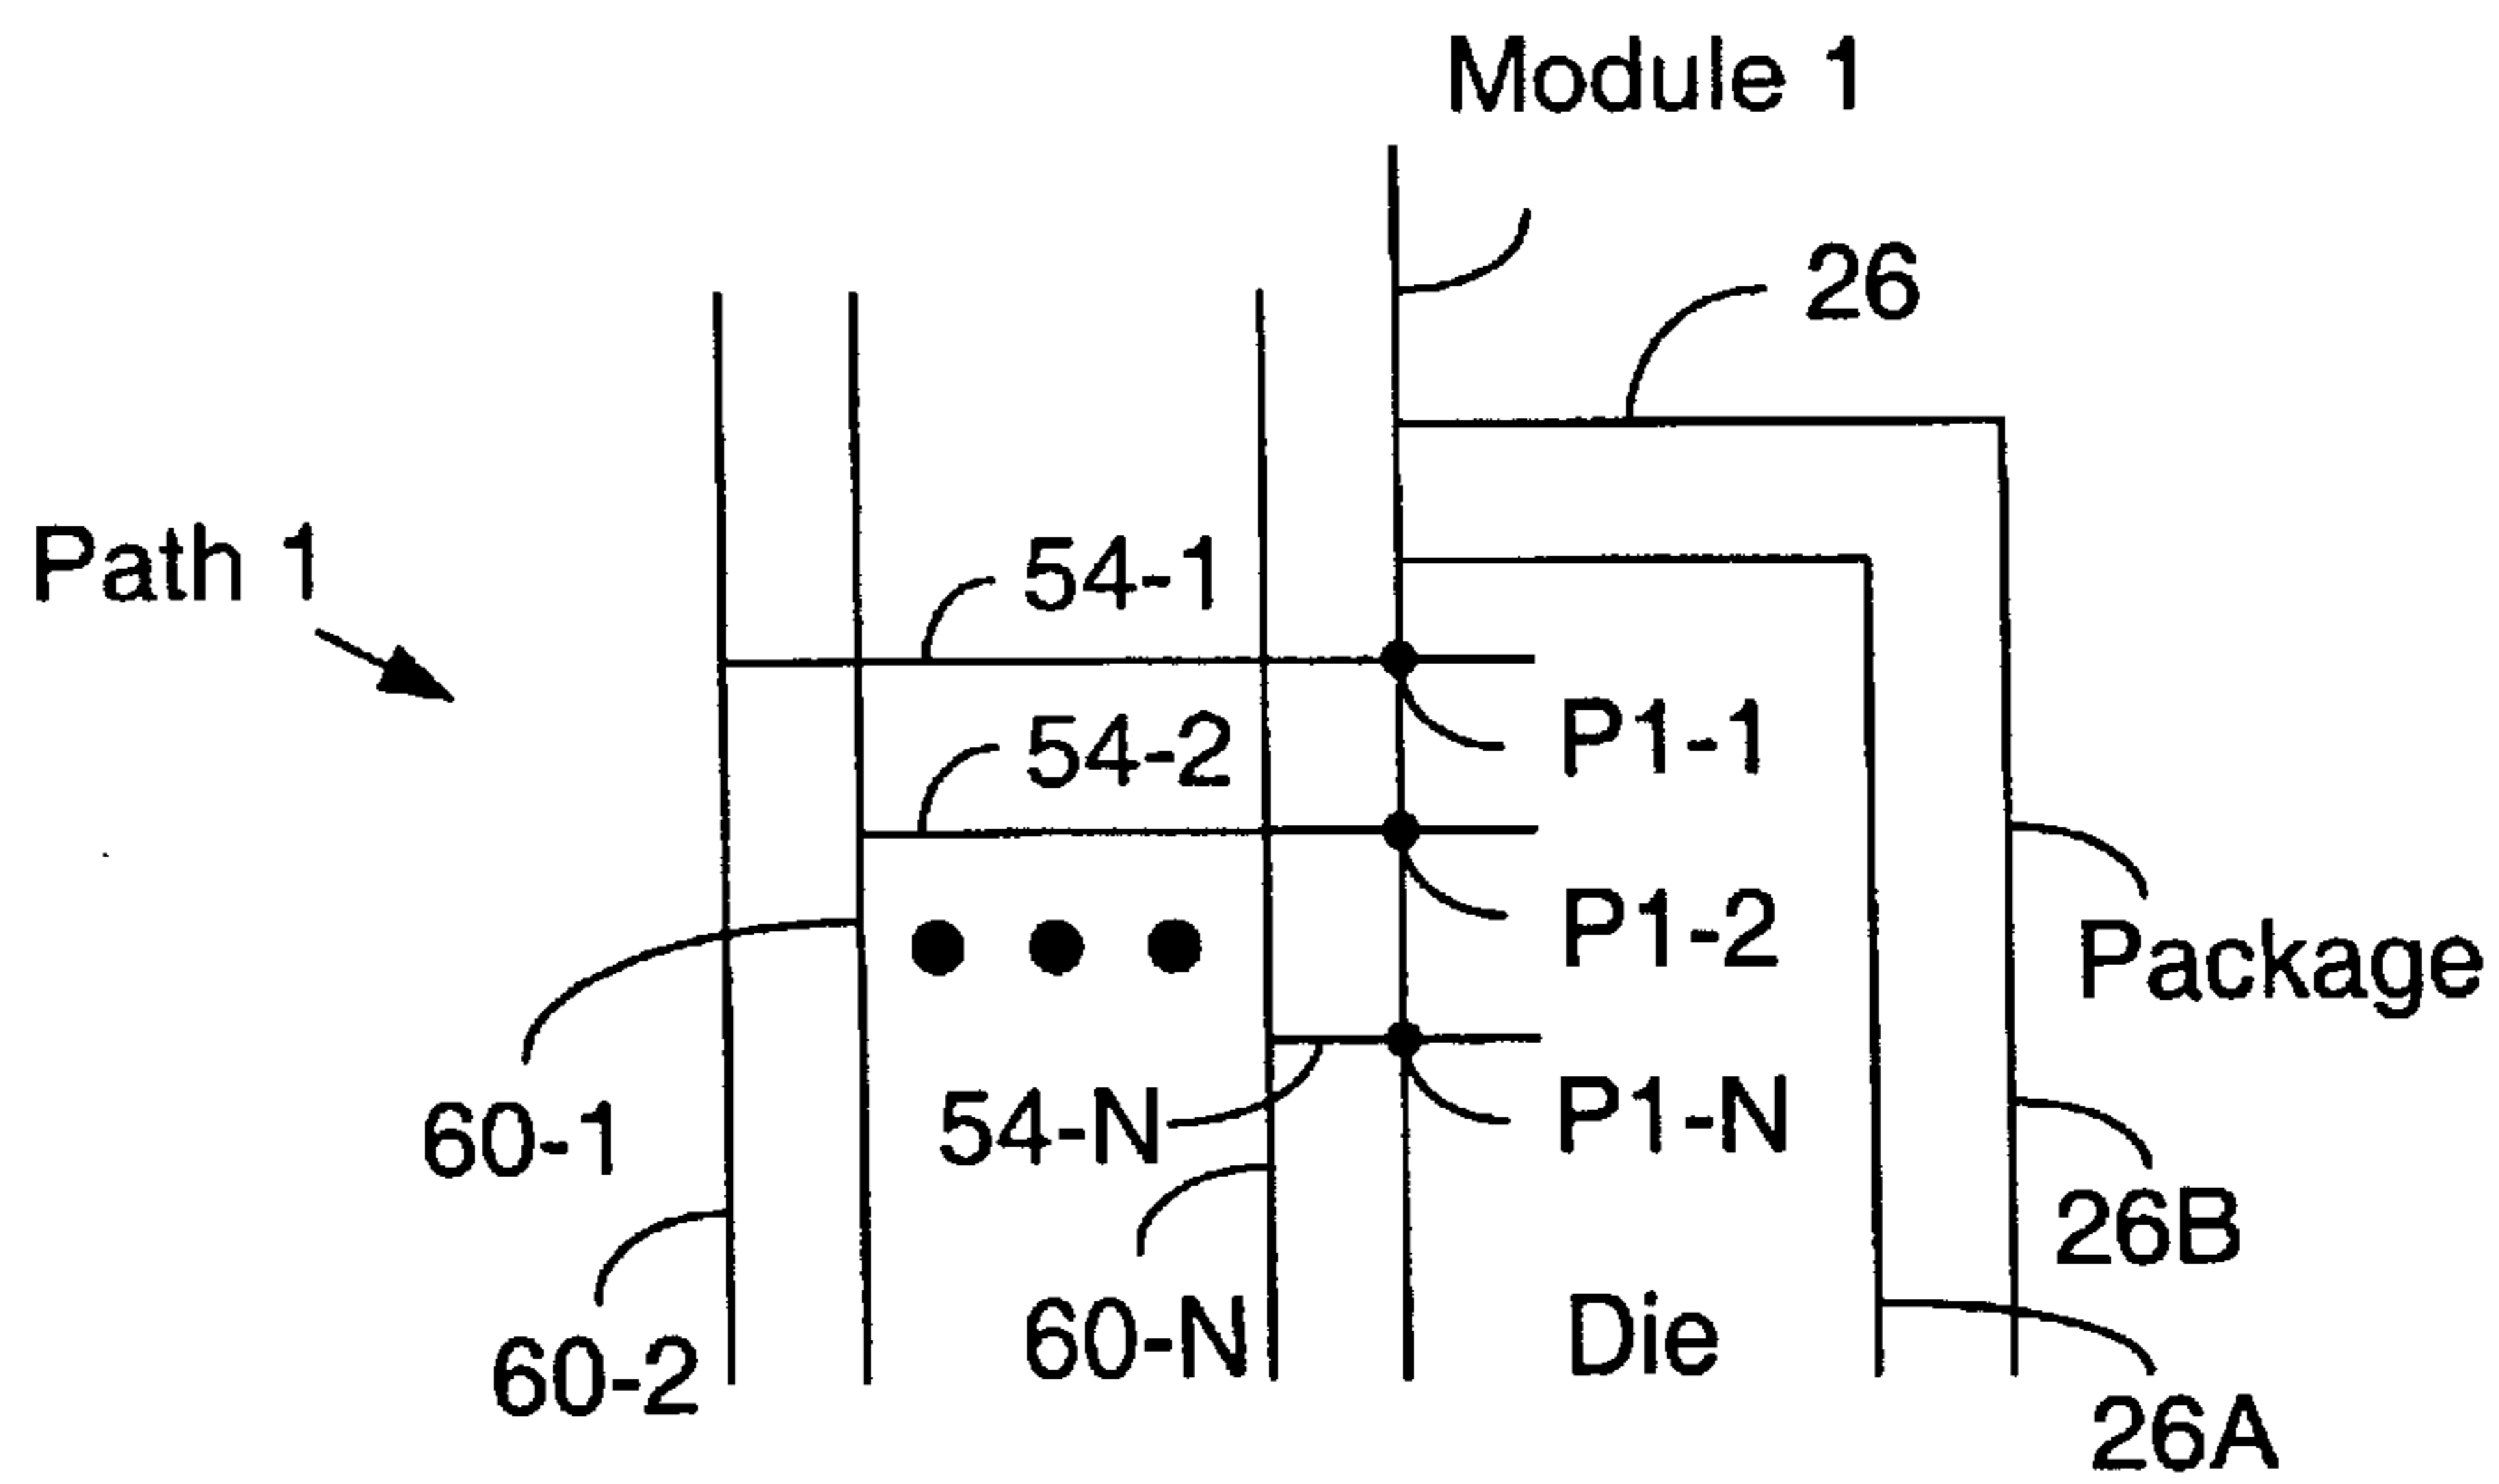 Module 1
26
Path 1
54-1
P1-1
54-2
P1-2
Package
60-1
54-N
P1-N
26B
60-2
60-N
Die
26A